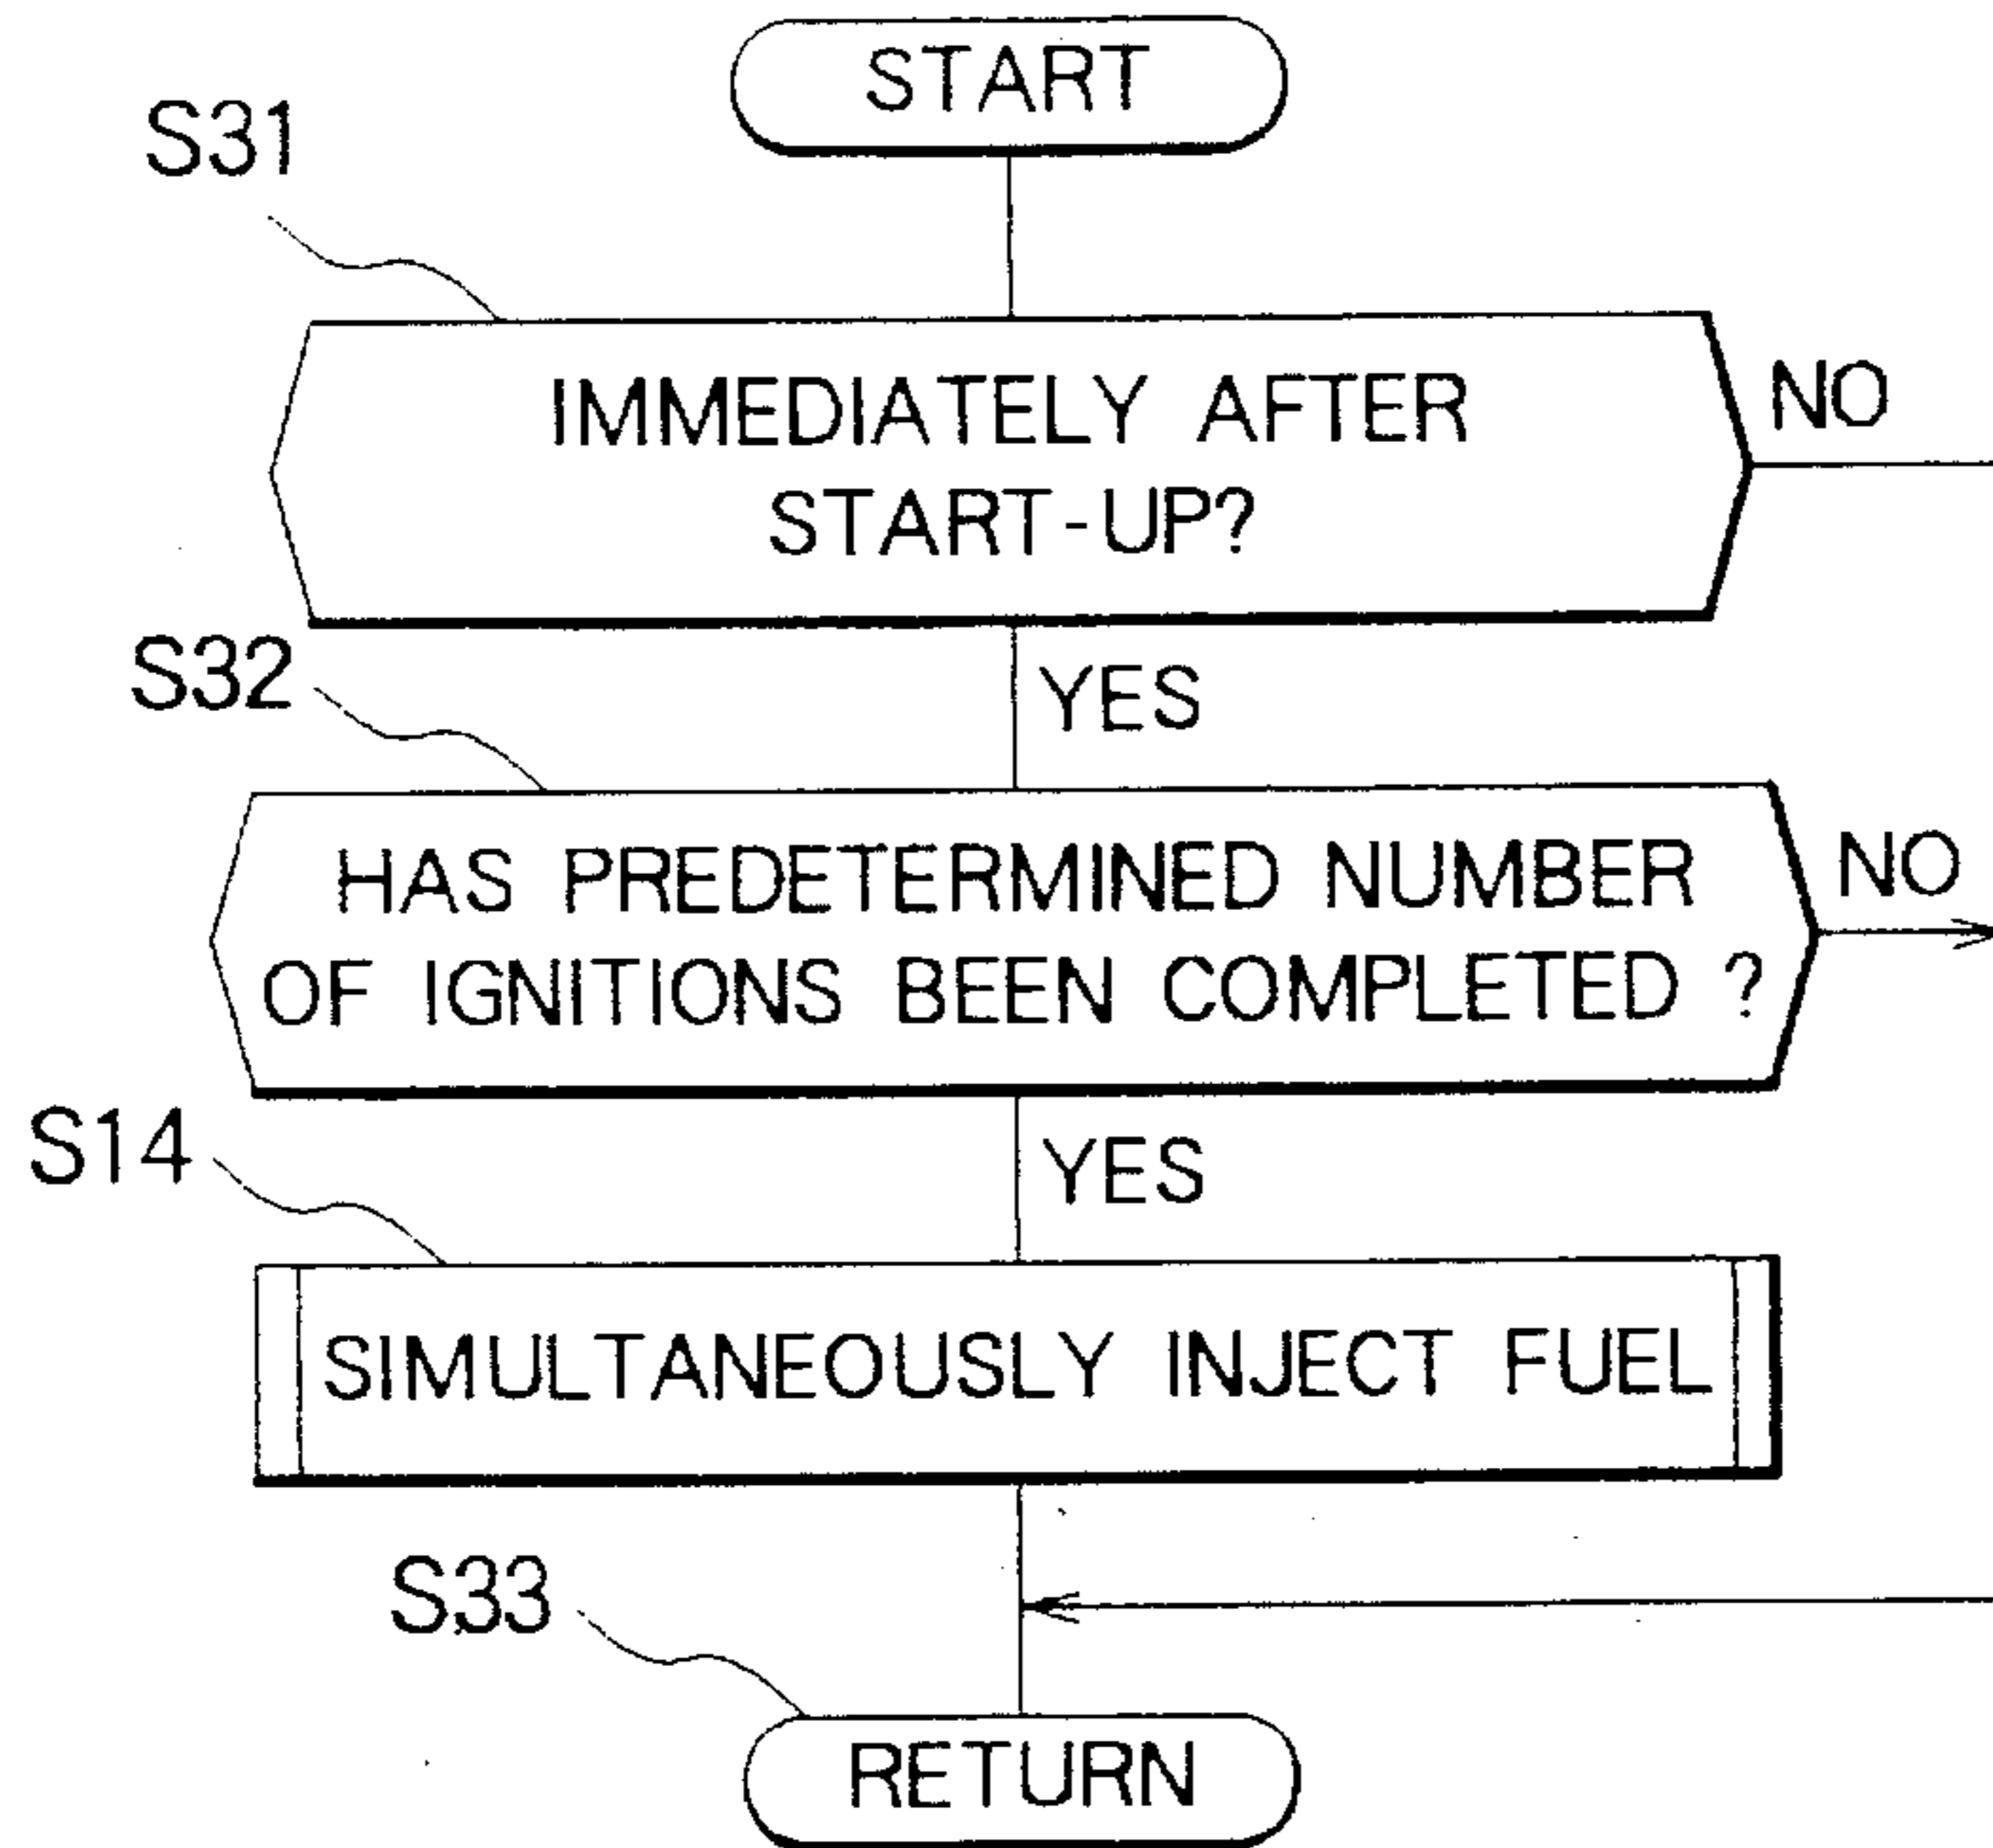 START
S31
IMMEDIATELY AFTER
START-UP?
NO
S32
YES
HAS PREDETERMINED NUMBER
OF IGNITIONS BEEN COMPLETED ?
NO
S14
YES
SIMULTANEOUSLY INJECT FUEL
S33
RETURN